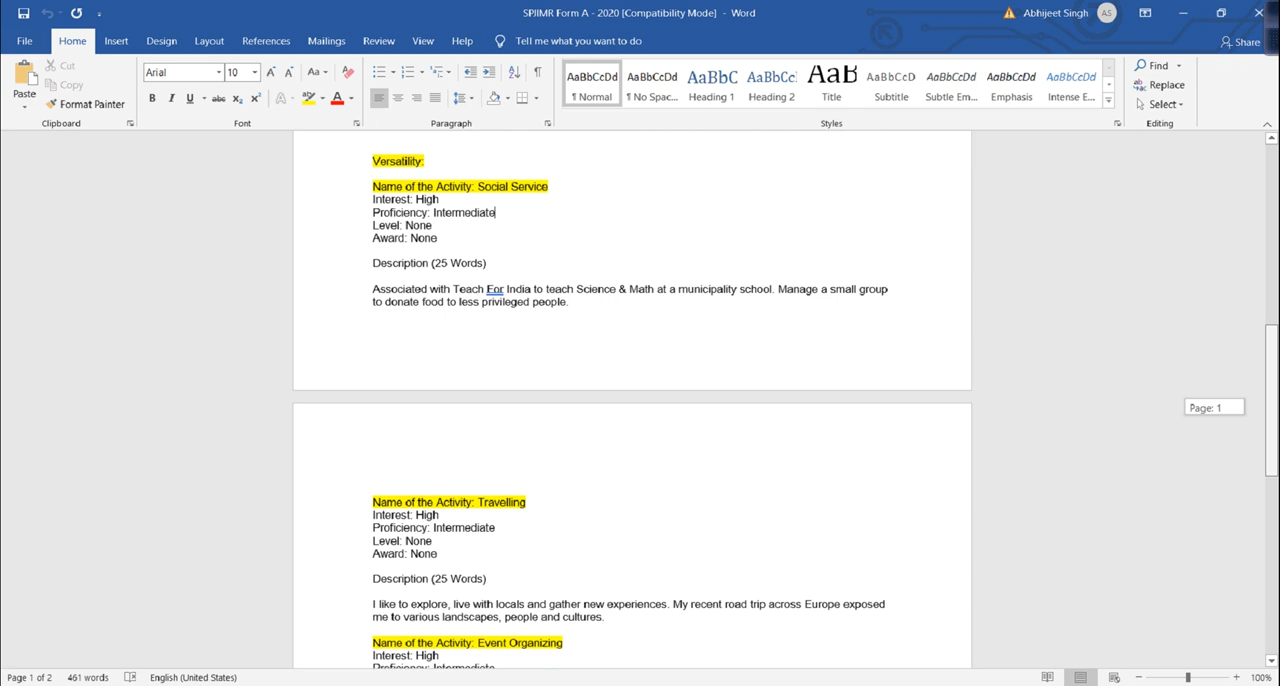 SPJIMR Form A - 2020 [Compatibility Mode] - Word
Abhijeet Singh
AS
File
Home
Insert
Design
Layout
References
Mailings
Review
View
Help
Tell me what you want to do
Share
Paste
Cut
Copy
Format Painter
Clipboard
Arial
10
Font
Paragraph
AaBbCcDd
¶ Normal
AaBbCcDd
¶ No Spac...
AaBbC
Heading 1
AaBbCc
Heading 2
AaB
Title
AaBbCcD
Subtitle
AaBbCcDd
Subtle Em...
AaBbCcDd
Emphasis
AaBbCcDd
Intense E...
Styles
Find
Replace
Select
Editing
Versatility:
Name of the Activity: Social Service
Interest: High
Proficiency: Intermediate
Level: None
Award: None
Description (25 Words)
Associated with Teach For India to teach Science & Math at a municipality school. Manage a small group
to donate food to less privileged people.
Page: 1
Name of the Activity: Travelling
Interest: High
Proficiency: Intermediate
Level: None
Award: None
Description (25 Words)
I like to explore, live with locals and gather new experiences. My recent road trip across Europe exposed
me to various landscapes, people and cultures.
Name of the Activity: Event Organizing
Interest: High
Proficiency: Intermediate
Page 1 of 2
461 words
English (United States)
100%